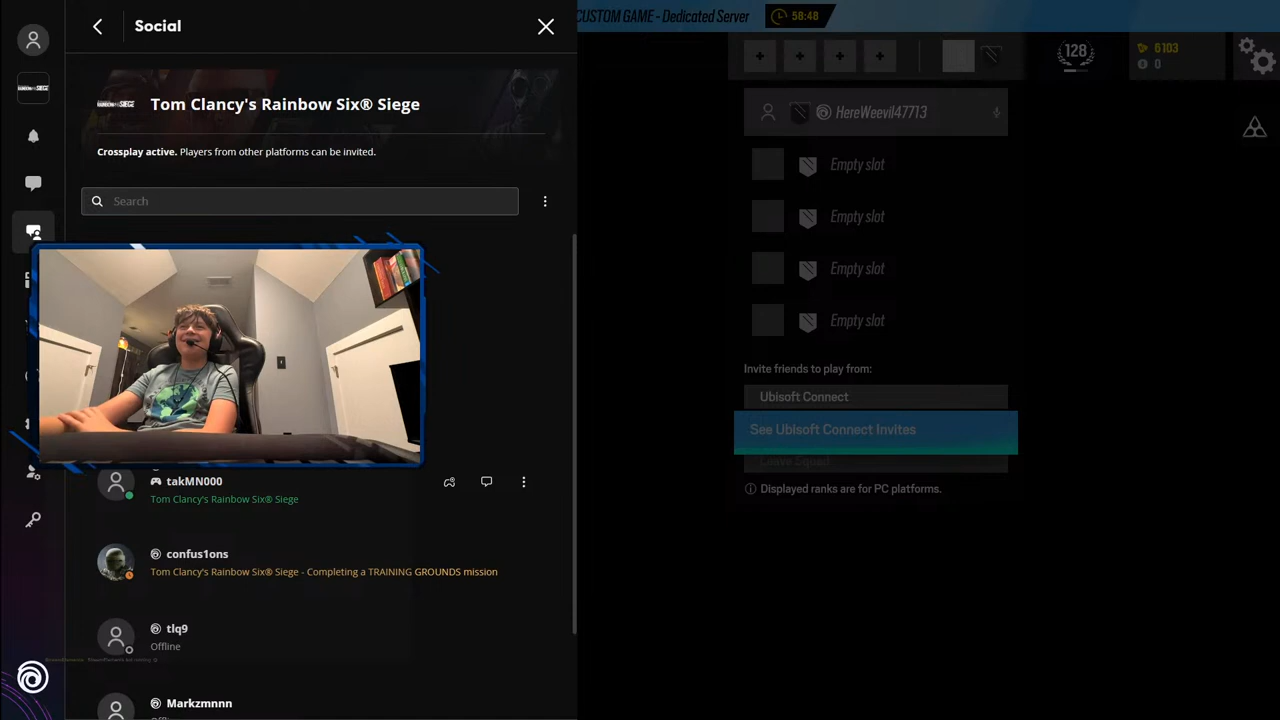 Social
CUSTOM GAME - Dedicated Server
58:48
128
6103
0
Tom Clancy's Rainbow Six® Siege
Crossplay active. Players from other platforms can be invited.
Search
takMN000
Tom Clancy's Rainbow Six® Siege
confus1ons
Tom Clancy's Rainbow Six® Siege - Completing a TRAINING GROUNDS mission
tlq9
Offline
Markzmnnn
HereWeevil47713
Empty slot
Empty slot
Empty slot
Empty slot
Invite friends to play from:
Ubisoft Connect
See Ubisoft Connect Invites
Leave Squad
Displayed ranks are for PC platforms.